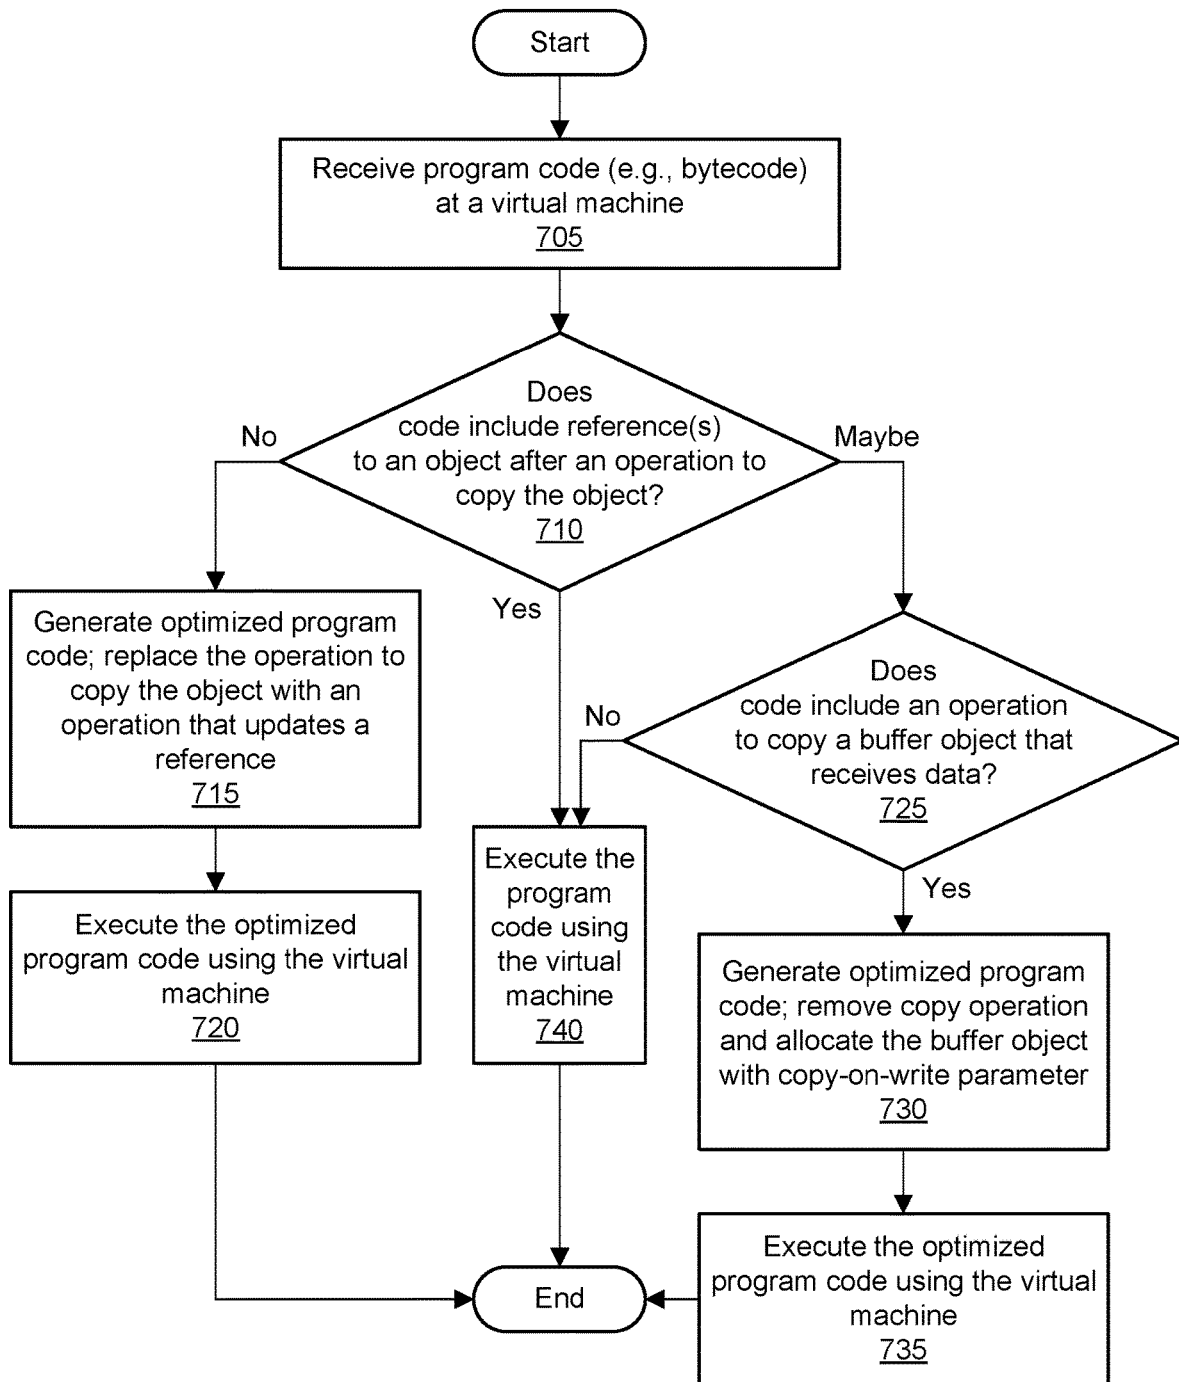 Start
Receive program code (e.g., bytecode)
at a virtual machine
705
Does
code include reference(s)
to an object after an operation to
copy the object?
710
No
Maybe
Yes
Generate optimized program
code; replace the operation to
copy the object with an
operation that updates a
reference
715
Does
code include an operation
to copy a buffer object that
receives data?
725
No
Yes
Execute the
program
code using
the virtual
machine
740
Execute the optimized
program code using the virtual
machine
720
Generate optimized program
code; remove copy operation
and allocate the buffer object
with copy-on-write parameter
730
Execute the optimized
program code using the virtual
machine
735
End